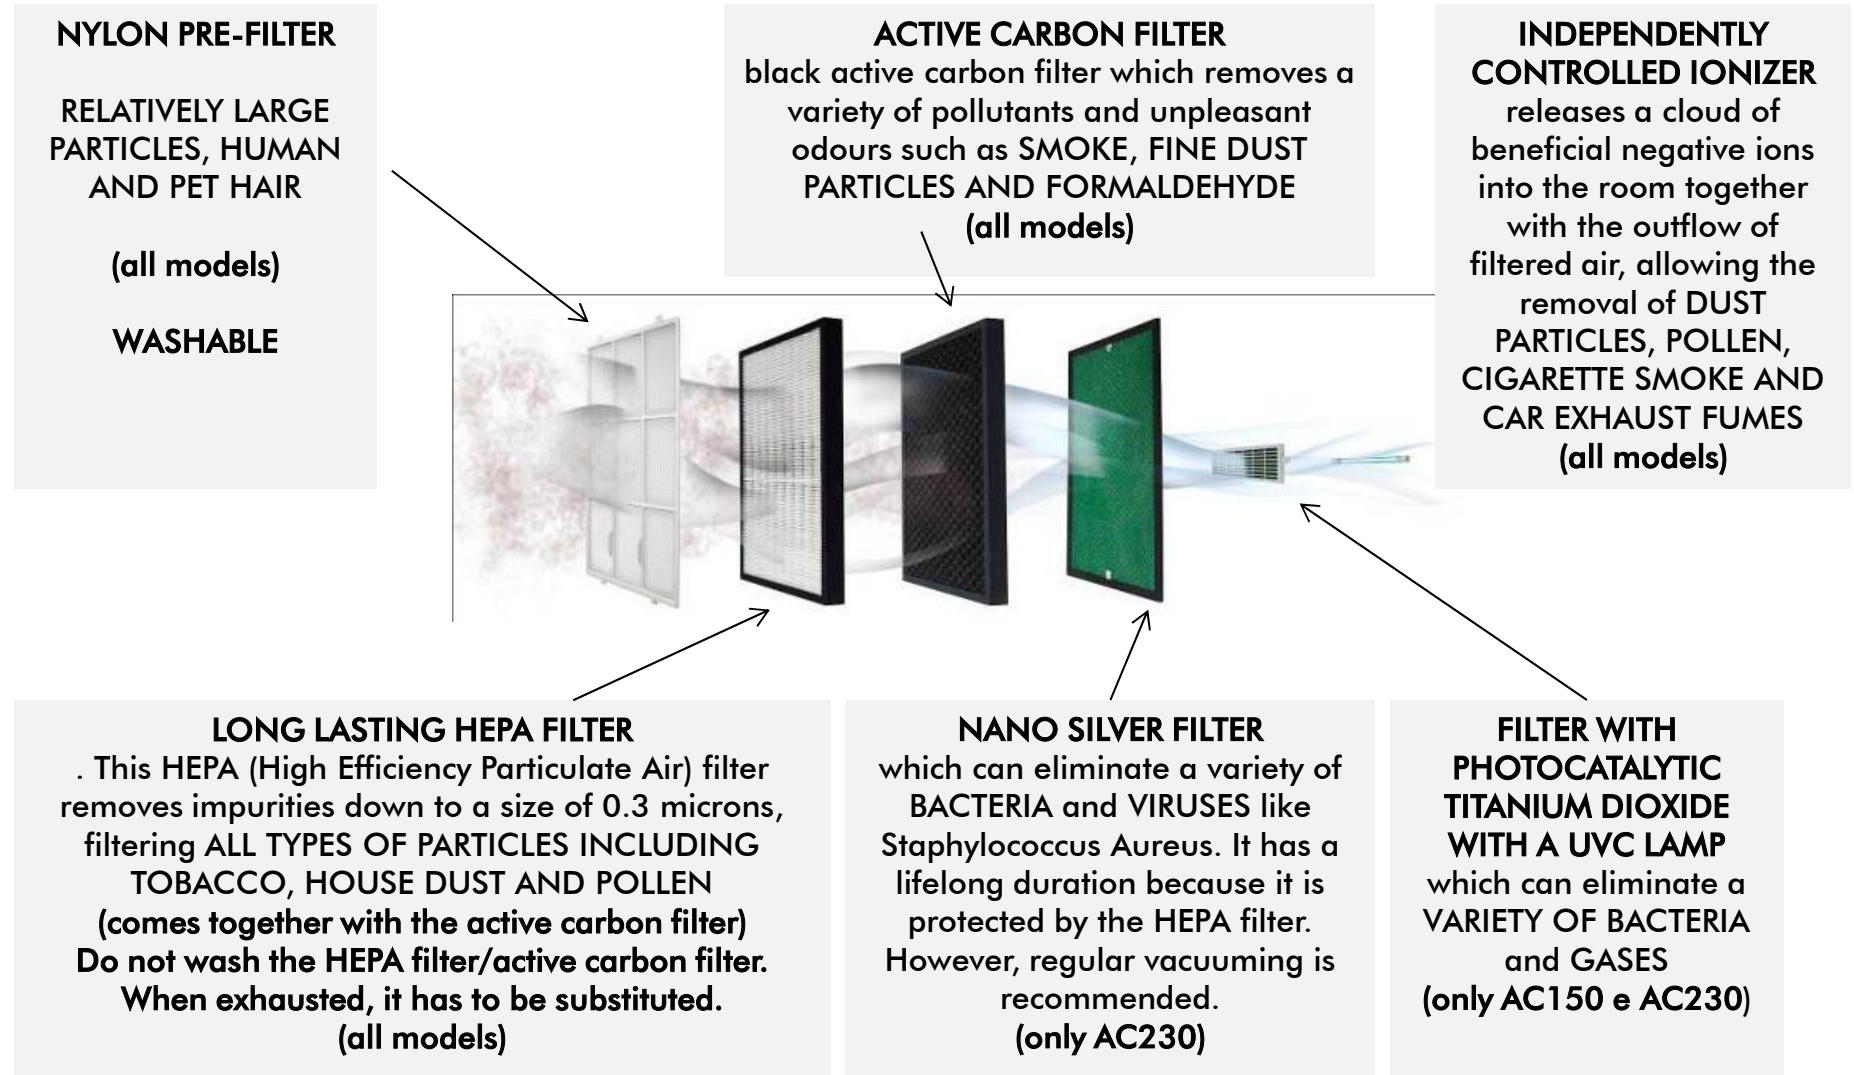 NYLON PRE-FILTER
RELATIVELY LARGE
PARTICLES, HUMAN
AND PET HAIR
(all models)
WASHABLE
ACTIVE CARBON FILTER
black active carbon filter which removes a
variety of pollutants and unpleasant
odours such as SMOKE, FINE DUST
PARTICLES AND FORMALDEHYDE
(all models)
INDEPENDENTLY
CONTROLLED IONIZER
releases a cloud of
beneficial negative ions
into the room together
with the outflow of
filtered air, allowing the
removal of DUST
PARTICLES, POLLEN,
CIGARETTE SMOKE AND
CAR EXHAUST FUMES
(all models)
LONG LASTING HEPA FILTER
. This HEPA (High Efficiency Particulate Air) filter
removes impurities down to a size of 0.3 microns,
filtering ALL TYPES OF PARTICLES INCLUDING
TOBACCO, HOUSE DUST AND POLLEN
(comes together with the active carbon filter)
Do not wash the HEPA filter/active carbon filter.
When exhausted, it has to be substituted.
(all models)
NANO SILVER FILTER
which can eliminate a variety of
BACTERIA and VIRUSES like
Staphylococcus Aureus. It has a
lifelong duration because it is
protected by the HEPA filter.
However, regular vacuuming is
recommended.
(only AC230)
FILTER WITH
PHOTOCATALYTIC
TITANIUM DIOXIDE
WITH A UVC LAMP
which can eliminate a
VARIETY OF BACTERIA
and GASES
(only AC150 e AC230)